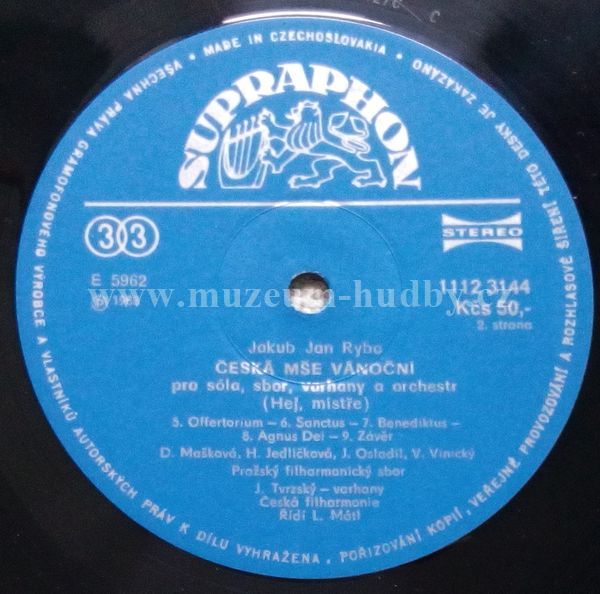 VŠECHNA PRÁVA GRAMOFONOVÉHO VÝROBCE A VLASTNÍKŮ AUTORSKÝCH PRÁV K DÍLU VYHRAŽENA. POŘIZOVÁNÍ KOPIÍ, VEŘEJNÉ PROVOZOVÁNÍ A ROZHLASOVÉ ŠÍŘENÍ TÉTO DESKY JE ZAKÁZÁNO • MADE IN CZECHOSLOVAKIA •
SUPRAPHON
33
STEREO
E 5962
1112 3144
Kčs 50,-
2. strana
www.muzeum-hudby.cz
Jakub Jan Ryba
ČESKÁ MŠE VÁNOČNÍ
pro sóla, sbor, varhany a orchestr
(Hej, mistře)
5. Offertorium – 6. Sanctus – 7. Benediktus –
8. Agnus Dei – 9. Závěr
D. Mašková, H. Jedličková, J. Osladil, V. Vinický
Pražský filharmonický sbor
J. Tvrzský – varhany
Česká filharmonie
Řídí L. Mátl